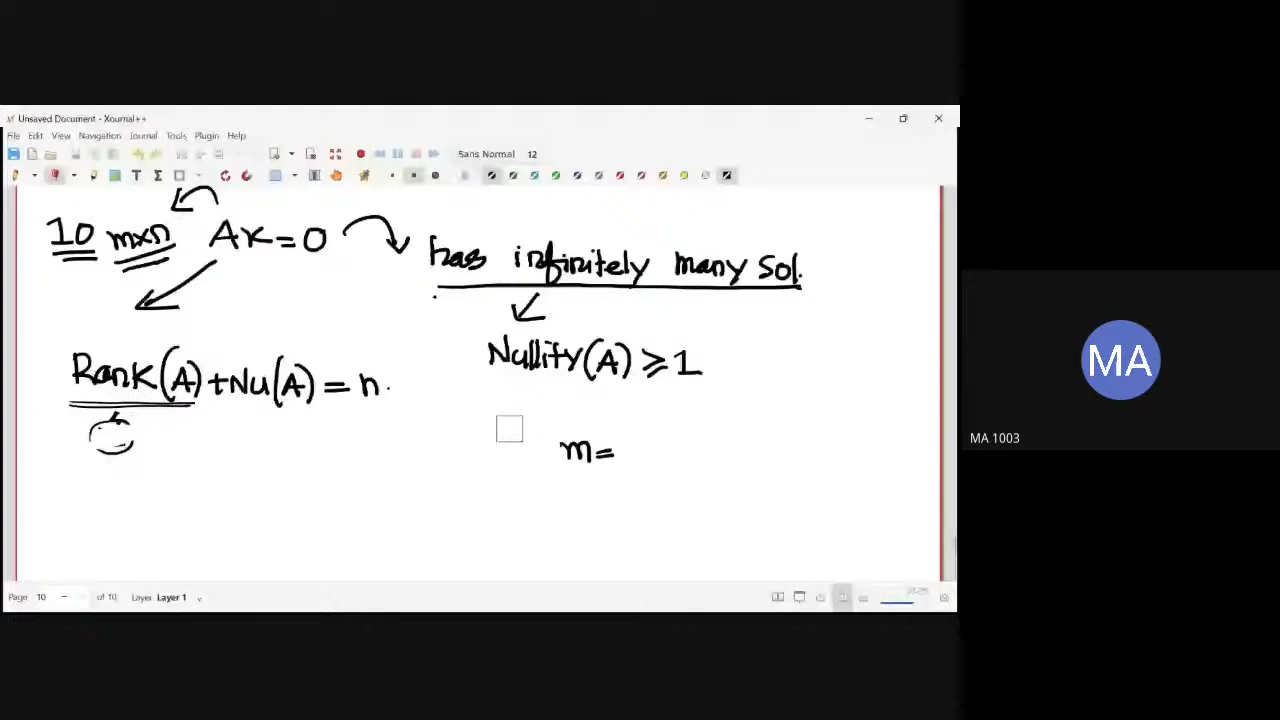 Unsaved Document - Xournal++
File Edit View Navigation Journal Tools Plugin Help
Sans Normal 12
10 m×n Ax=0
has infinitely many Sol.
Nullity(A) ≥ 1
Rank(A)+Nu(A) = n.
m=
MA
MA 1003
Page 10 of 10 Layer Layer 1